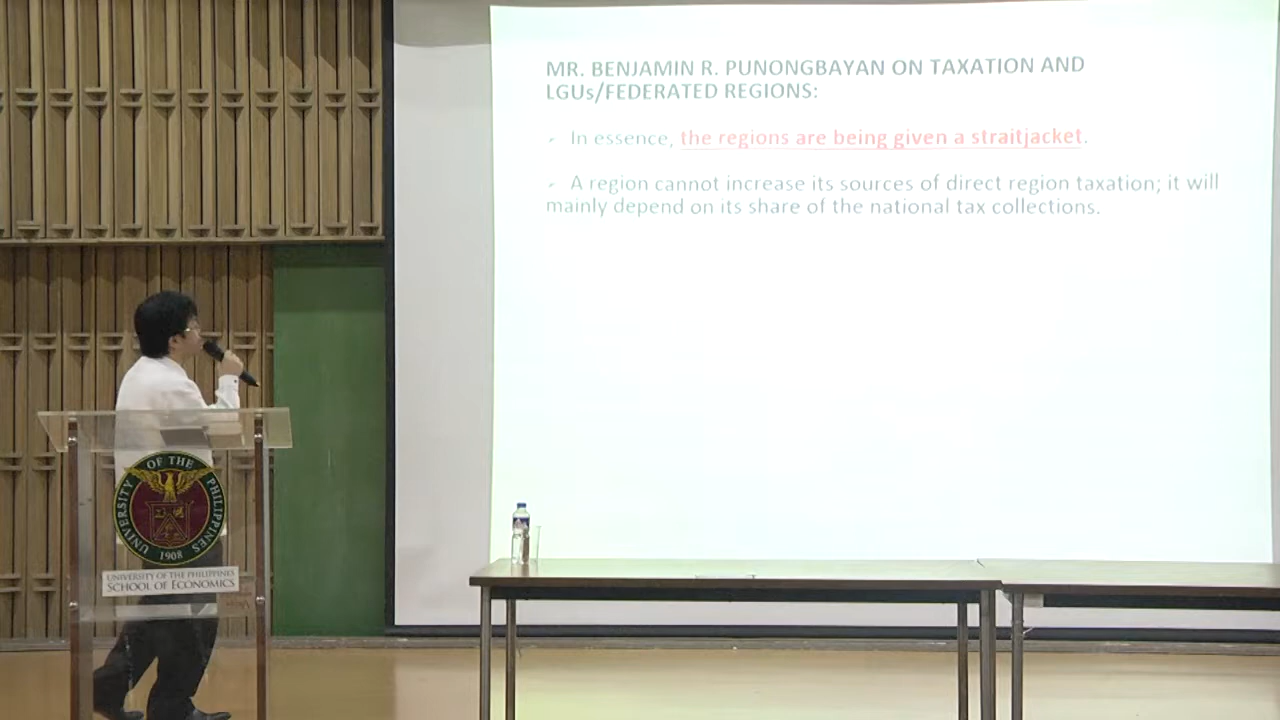 MR. BENJAMIN R. PUNONGBAYAN ON TAXATION AND
LGUs/FEDERATED REGIONS:
In essence, the regions are being given a straitjacket.
A region cannot increase its sources of direct region taxation; it will
mainly depend on its share of the national tax collections.
UNIVERSITY OF THE PHILIPPINES
1908
UNIVERSITY OF THE PHILIPPINES
SCHOOL OF ECONOMICS